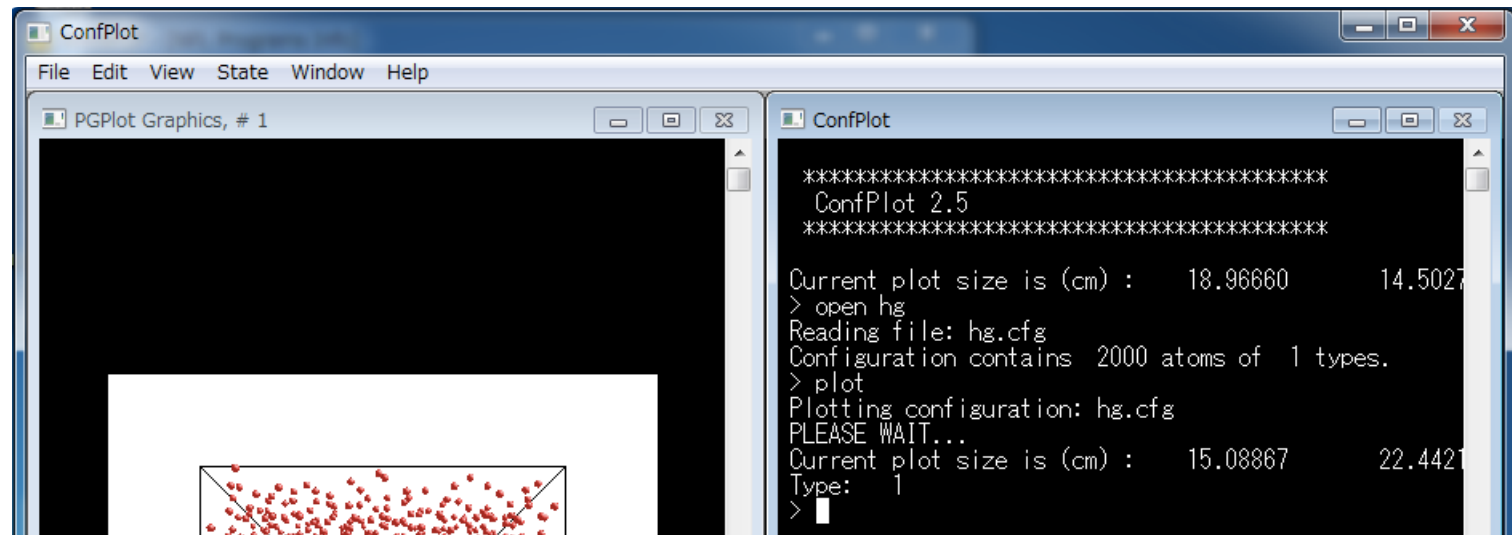 ConfPlot
File Edit View State Window Help
PGPlot Graphics, # 1
ConfPlot
*****************************************
ConfPlot 2.5
*****************************************
Current plot size is (cm) : 18.96660 14.5027
> open hg
Reading file: hg.cfg
Configuration contains 2000 atoms of 1 types.
> plot
Plotting configuration: hg.cfg
PLEASE WAIT...
Current plot size is (cm) : 15.08867 22.4421
Type: 1
>